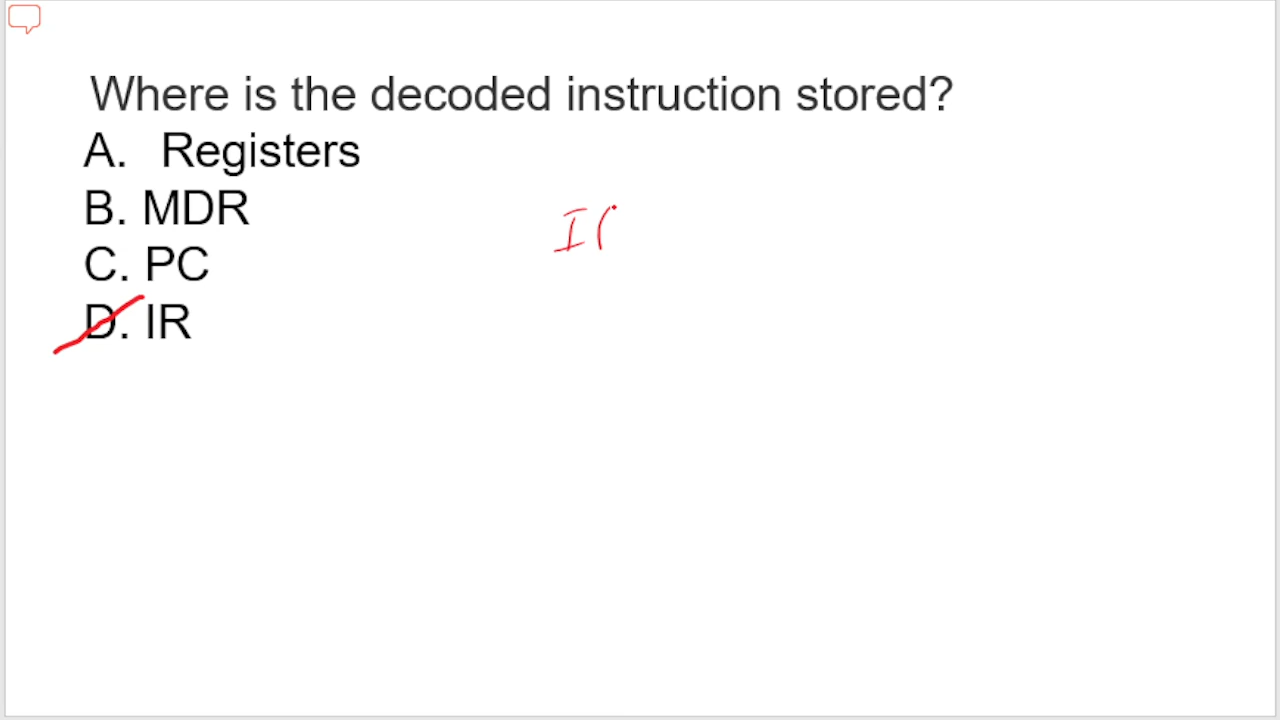 Where is the decoded instruction stored?
A. Registers
B. MDR
I(
C. PC
D. IR